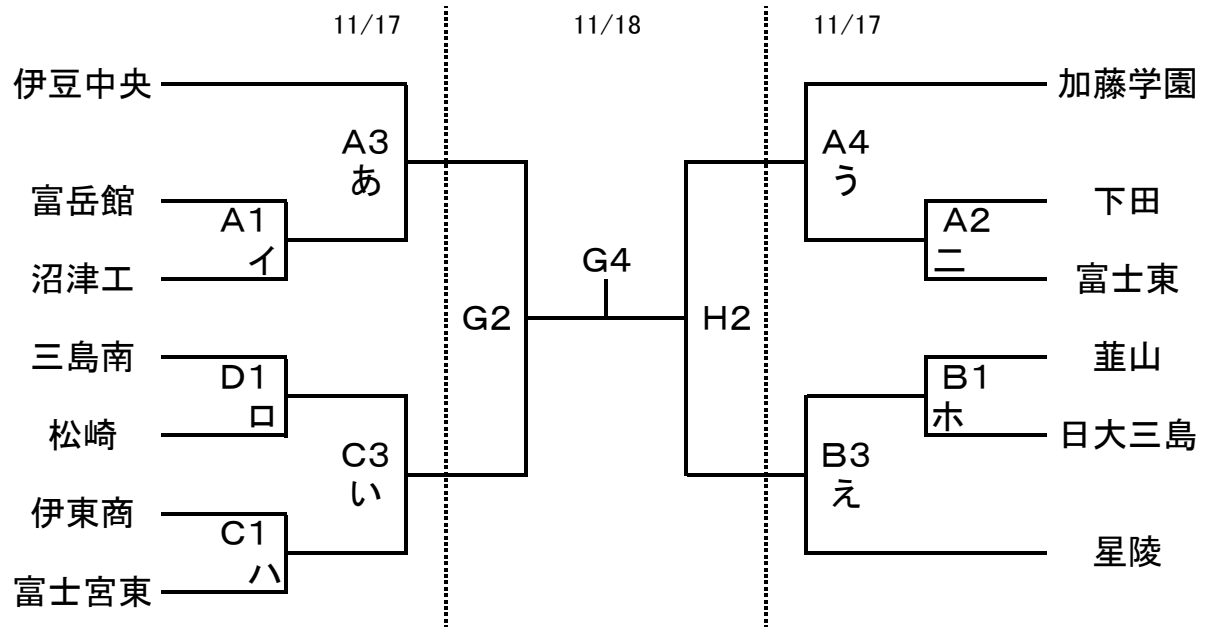 11/17
11/18
11/17
伊豆中央
富岳館
沼津工
三島南
松崎
伊東商
富士宮東
A1
イ
D1
ロ
C1
ハ
A3
あ
C3
い
G2
G4
H2
A4
う
B3
え
A2
ニ
B1
ホ
加藤学園
下田
富士東
韮山
日大三島
星陵